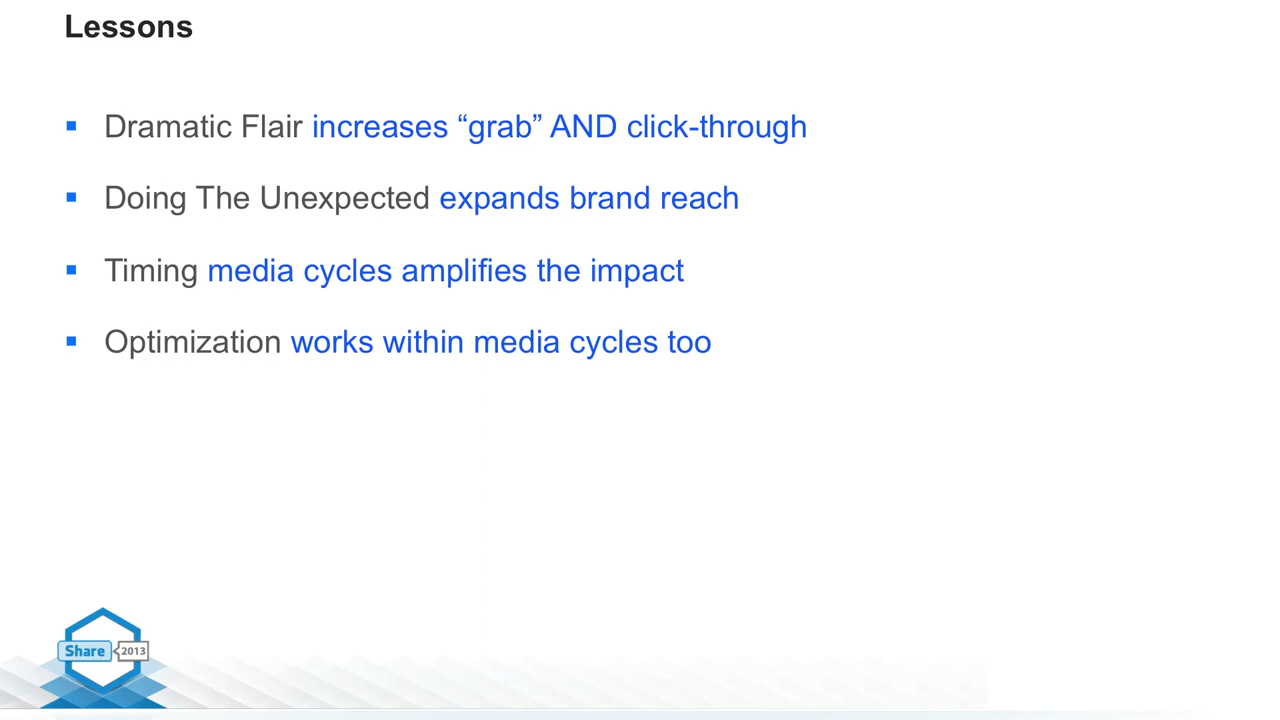 Lessons
▪ Dramatic Flair increases “grab” AND click-through
▪ Doing The Unexpected expands brand reach
▪ Timing media cycles amplifies the impact
▪ Optimization works within media cycles too
Share 2013